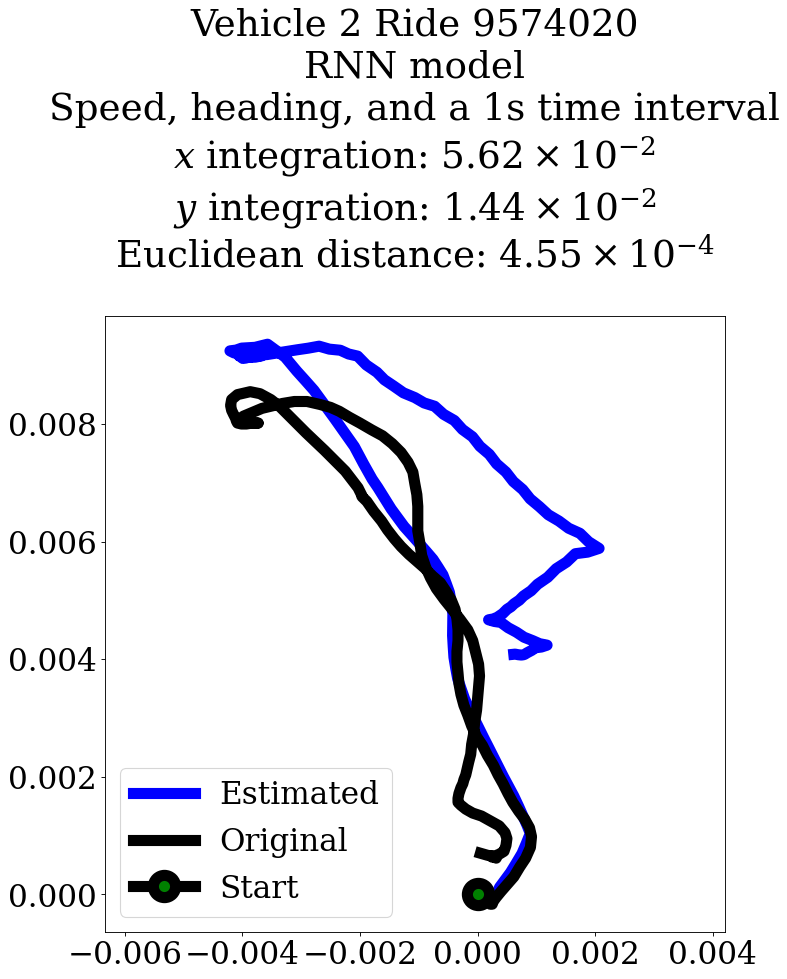 Vehicle 2 Ride 9574020
RNN model
Speed, heading, and a 1s time interval
x integration: 5.62 × 10⁻²
y integration: 1.44 × 10⁻²
Euclidean distance: 4.55 × 10⁻⁴
0.008
0.006
0.004
0.002
0.000
Estimated
Original
Start
−0.006 −0.004 −0.002 0.000 0.002 0.004